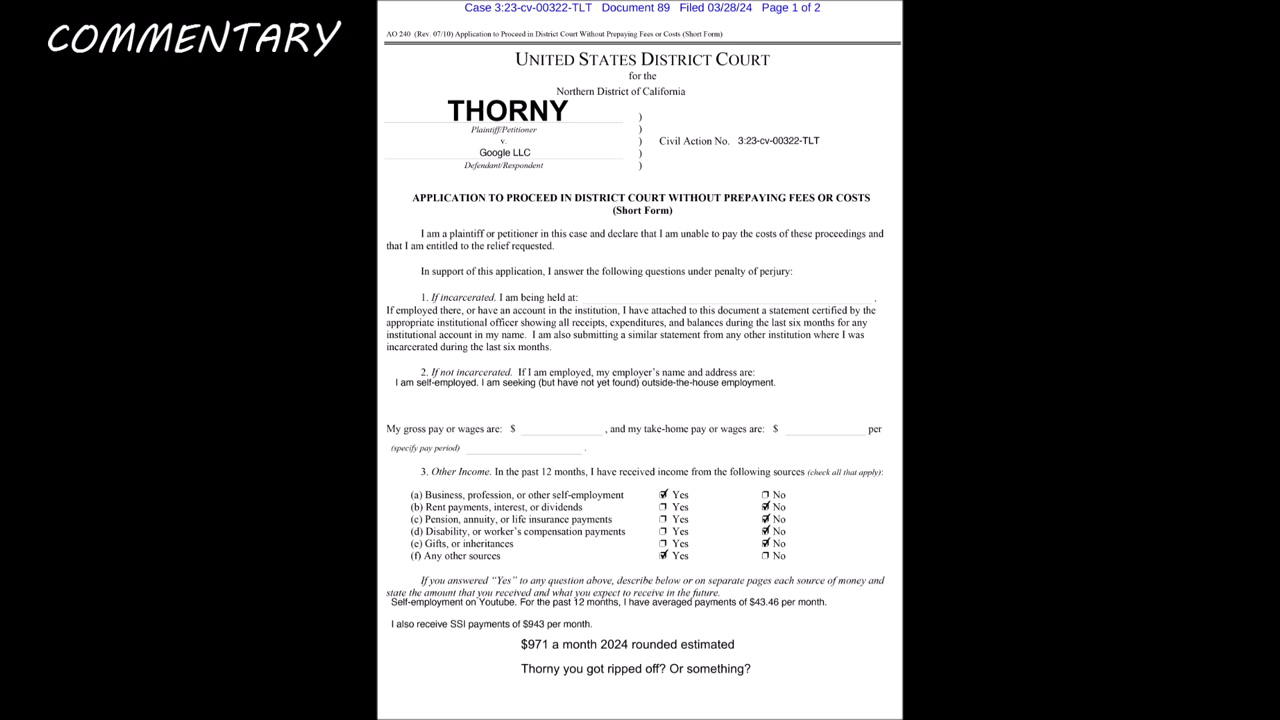 Case 3:23-cv-00322-TLT Document 89 Filed 03/28/24 Page 1 of 2
COMMENTARY
AO 240 (Rev. 07/10) Application to Proceed in District Court Without Prepaying Fees or Costs (Short Form)
UNITED STATES DISTRICT COURT
for the
Northern District of California
THORNY )
Plaintiff/Petitioner )
v. ) Civil Action No. 3:23-cv-00322-TLT
Google LLC )
Defendant/Respondent )
APPLICATION TO PROCEED IN DISTRICT COURT WITHOUT PREPAYING FEES OR COSTS
(Short Form)
I am a plaintiff or petitioner in this case and declare that I am unable to pay the costs of these proceedings and
that I am entitled to the relief requested.
In support of this application, I answer the following questions under penalty of perjury:
1. If incarcerated. I am being held at: .
If employed there, or have an account in the institution, I have attached to this document a statement certified by the
appropriate institutional officer showing all receipts, expenditures, and balances during the last six months for any
institutional account in my name. I am also submitting a similar statement from any other institution where I was
incarcerated during the last six months.
2. If not incarcerated. If I am employed, my employer's name and address are:
I am self-employed. I am seeking (but have not yet found) outside-the-house employment.
My gross pay or wages are: $ , and my take-home pay or wages are: $ per
(specify pay period) .
3. Other Income. In the past 12 months, I have received income from the following sources (check all that apply):
(a) Business, profession, or other self-employment Yes No
(b) Rent payments, interest, or dividends Yes No
(c) Pension, annuity, or life insurance payments Yes No
(d) Disability, or worker's compensation payments Yes No
(e) Gifts, or inheritances Yes No
(f) Any other sources Yes No
If you answered "Yes" to any question above, describe below or on separate pages each source of money and
state the amount that you received and what you expect to receive in the future.
Self-employment on Youtube. For the past 12 months, I have averaged payments of $43.46 per month.
I also receive SSI payments of $943 per month.
$971 a month 2024 rounded estimated
Thorny you got ripped off? Or something?